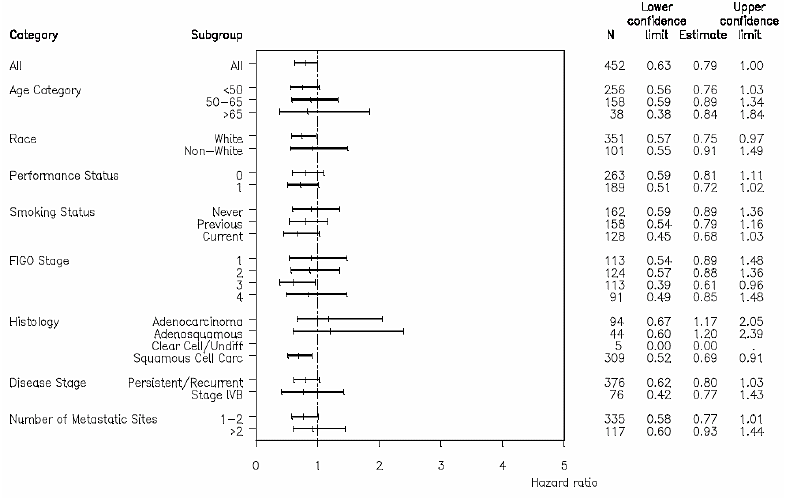 Category Subgroup N Lower confidence limit Estimate Upper confidence limit
All All 452 0.63 0.79 1.00
Age Category <50 256 0.56 0.76 1.03
50-65 158 0.59 0.89 1.34
>65 38 0.38 0.84 1.84
Race White 351 0.57 0.75 0.97
Non-White 101 0.55 0.91 1.49
Performance Status 0 263 0.59 0.81 1.11
1 189 0.51 0.72 1.02
Smoking Status Never 162 0.59 0.89 1.36
Previous 158 0.54 0.79 1.16
Current 128 0.45 0.68 1.03
FIGO Stage 1 113 0.54 0.89 1.48
2 124 0.57 0.88 1.36
3 113 0.39 0.61 0.96
4 91 0.49 0.85 1.48
Histology Adenocarcinoma 94 0.67 1.17 2.05
Adenosquamous 44 0.60 1.20 2.39
Clear Cell/Undiff 5 0.00 0.00 .
Squamous Cell Carc 309 0.52 0.69 0.91
Disease Stage Persistent/Recurrent 376 0.62 0.80 1.03
Stage IVB 76 0.42 0.77 1.43
Number of Metastatic Sites 1-2 335 0.58 0.77 1.01
>2 117 0.60 0.93 1.44
0 1 2 3 4 5
Hazard ratio